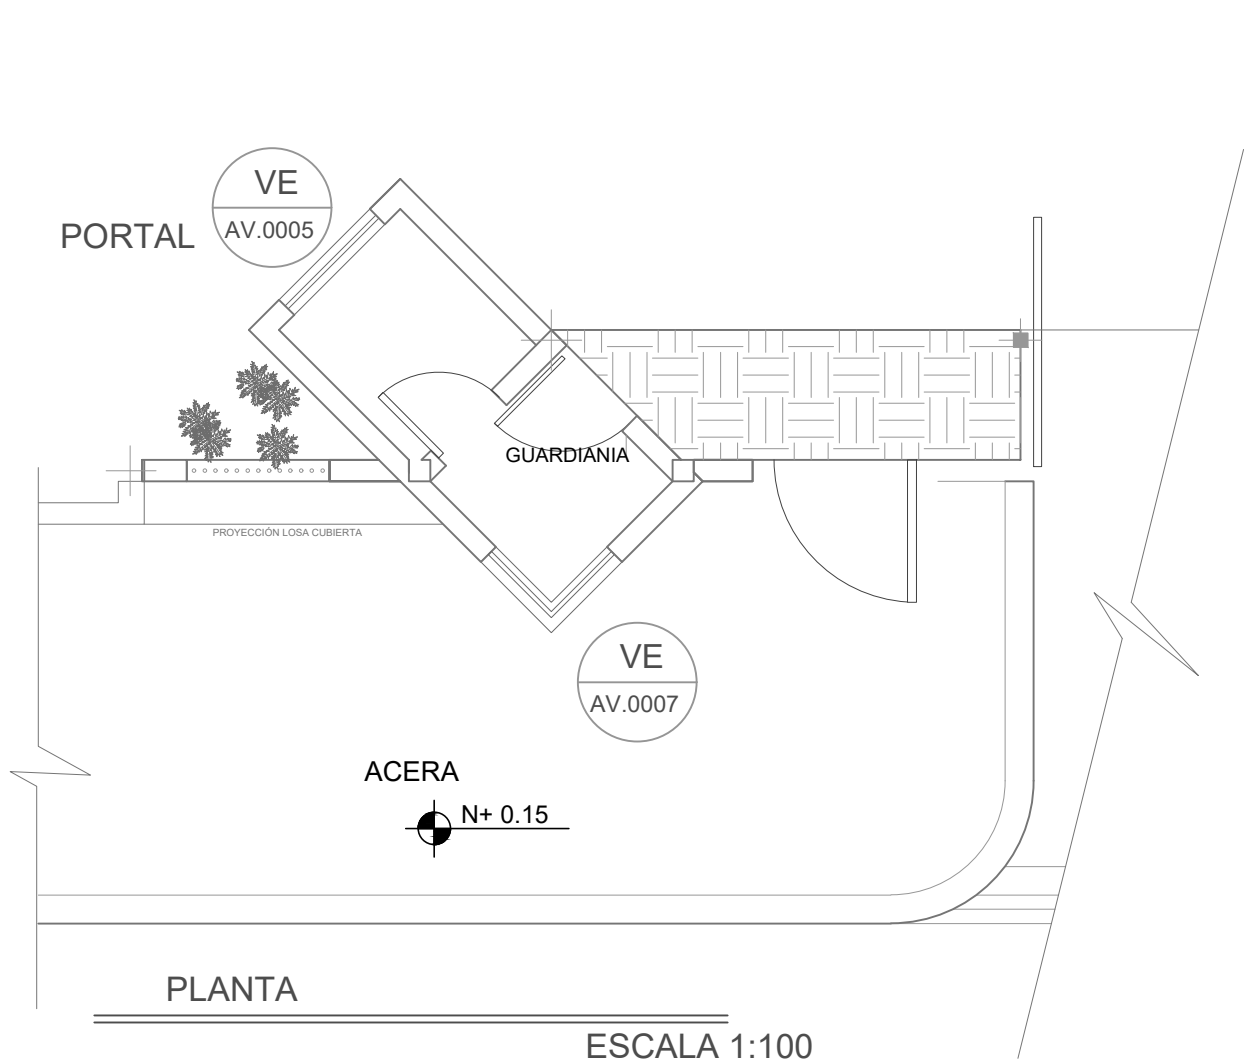 VE
AV.0005
PORTAL
GUARDIANIA
PROYECCIÓN LOSA CUBIERTA
VE
AV.0007
ACERA
N+ 0.15
PLANTA
ESCALA 1:100